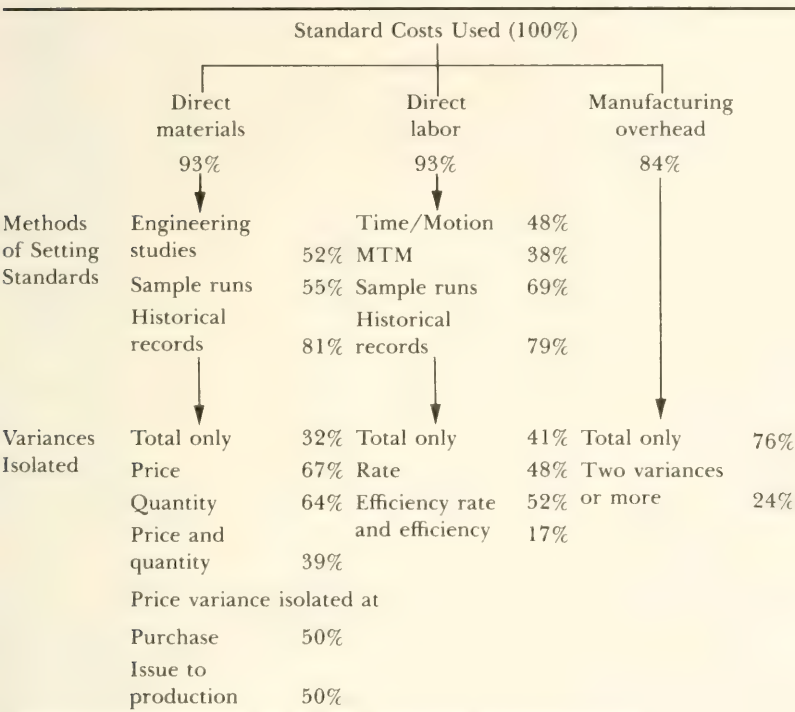 Standard Costs Used (100%)
Direct Direct Manufacturing
materials labor overhead
93% 93% 84%
Methods Engineering Time/Motion 48%
of Setting studies 52% MTM 38%
Standards Sample runs 55% Sample runs 69%
Historical Historical
records 81% records 79%
Variances Total only 32% Total only 41% Total only 76%
Isolated Price 67% Rate 48% Two variances
Quantity 64% Efficiency rate 52% or more 24%
Price and and efficiency 17%
quantity 39%
Price variance isolated at
Purchase 50%
Issue to
production 50%